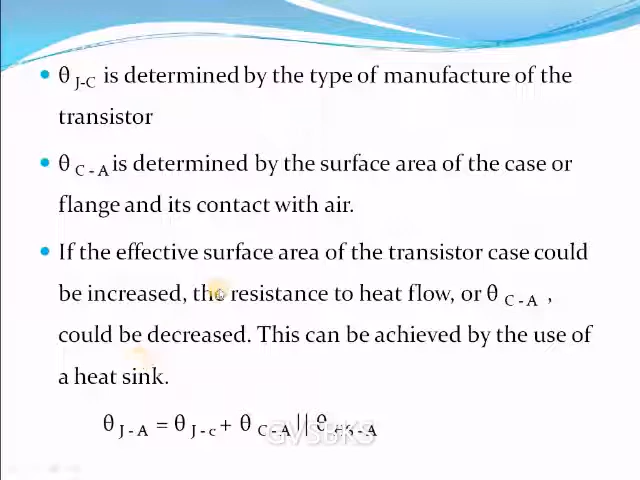 θ J-C is determined by the type of manufacture of the
transistor
θ C - A is determined by the surface area of the case or
flange and its contact with air.
If the effective surface area of the transistor case could
be increased, the resistance to heat flow, or θ C - A ,
could be decreased. This can be achieved by the use of
a heat sink.
θ J - A = θ J - c + θ C - A || θ HS - A
GVSBKS